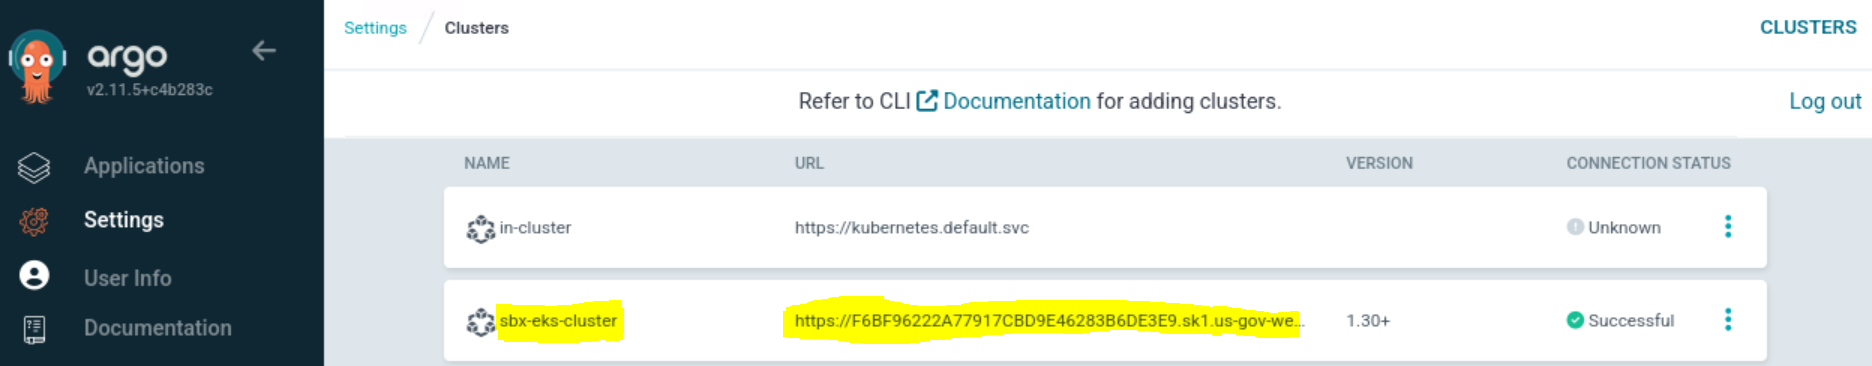 argo
v2.11.5+c4b283c
Applications
Settings
User Info
Documentation
Settings / Clusters
CLUSTERS
Refer to CLI Documentation for adding clusters.
Log out
NAME URL VERSION CONNECTION STATUS
in-cluster https://kubernetes.default.svc Unknown
sbx-eks-cluster https://F6BF96222A77917CBD9E46283B6DE3E9.sk1.us-gov-we... 1.30+ Successful